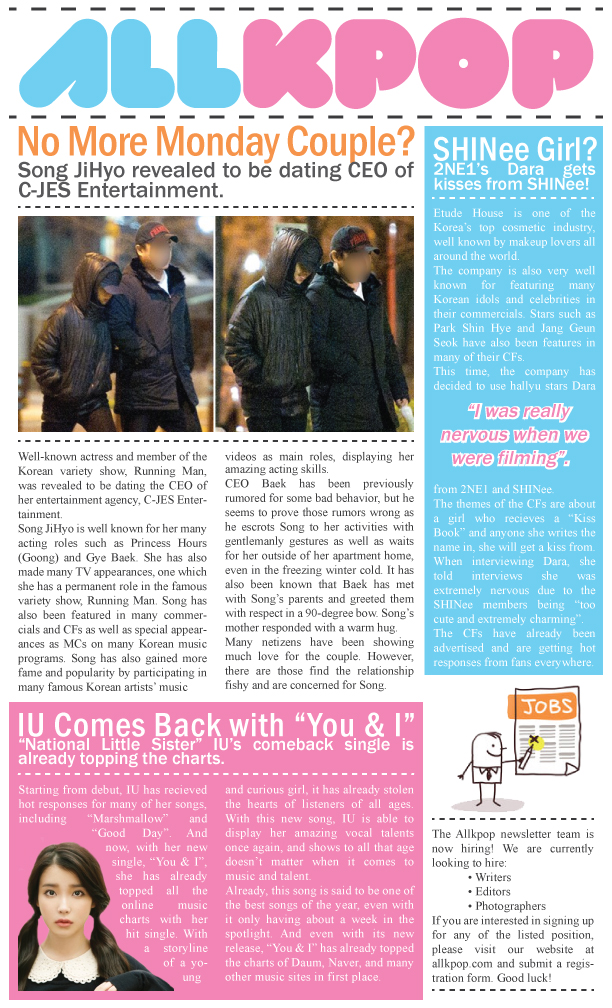 ALLKPOP
No More Monday Couple?
Song JiHyo revealed to be dating CEO of
C-JES Entertainment.
Well-known actress and member of the
Korean variety show, Running Man,
was revealed to be dating the CEO of
her entertainment agency, C-JES Enter-
tainment.
Song JiHyo is well known for her many
acting roles such as Princess Hours
(Goong) and Gye Baek. She has also
made many TV appearances, one which
she has a permanent role in the famous
variety show, Running Man. Song has
also been featured in many commer-
cials and CFs as well as special appear-
ances as MCs on many Korean music
programs. Song has also gained more
fame and popularity by participating in
many famous Korean artists’ music
videos as main roles, displaying her
amazing acting skills.
CEO Baek has been previously
rumored for some bad behavior, but he
seems to prove those rumors wrong as
he escrots Song to her activities with
gentlemanly gestures as well as waits
for her outside of her apartment home,
even in the freezing winter cold. It has
also been known that Baek has met
with Song’s parents and greeted them
with respect in a 90-degree bow. Song’s
mother responded with a warm hug.
Many netizens have been showing
much love for the couple. However,
there are those find the relationship
fishy and are concerned for Song.
SHINee Girl?
2NE1’s Dara gets
kisses from SHINee!
Etude House is one of the
Korea’s top cosmetic industry,
well known by makeup lovers all
around the world.
The company is also very well
known for featuring many
Korean idols and celebrities in
their commercials. Stars such as
Park Shin Hye and Jang Geun
Seok have also been features in
many of their CFs.
This time, the company has
decided to use hallyu stars Dara
“I was really
nervous when we
were filming”.
from 2NE1 and SHINee.
The themes of the CFs are about
a girl who recieves a “Kiss
Book” and anyone she writes the
name in, she will get a kiss from.
When interviewing Dara, she
told interviews she was
extremely nervous due to the
SHINee members being “too
cute and extremely charming”.
The CFs have already been
advertised and are getting hot
responses from fans everywhere.
IU Comes Back with “You & I”
“National Little Sister” IU’s comeback single is
already topping the charts.
Starting from debut, IU has recieved
hot responses for many of her songs,
including “Marshmallow” and
“Good Day”. And
now, with her new
single, “You & I”,
she has already
topped all the
online music
charts with her
hit single. With
a storyline
of a yo-
ung
and curious girl, it has already stolen
the hearts of listeners of all ages.
With this new song, IU is able to
display her amazing vocal talents
once again, and shows to all that age
doesn’t matter when it comes to
music and talent.
Already, this song is said to be one of
the best songs of the year, even with
it only having about a week in the
spotlight. And even with its new
release, “You & I” has already topped
the charts of Daum, Naver, and many
other music sites in first place.
JOBS
The Allkpop newsletter team is
now hiring! We are currently
looking to hire:
• Writers
• Editors
• Photographers
If you are interested in signing up
for any of the listed position,
please visit our website at
allkpop.com and submit a regis-
tration form. Good luck!